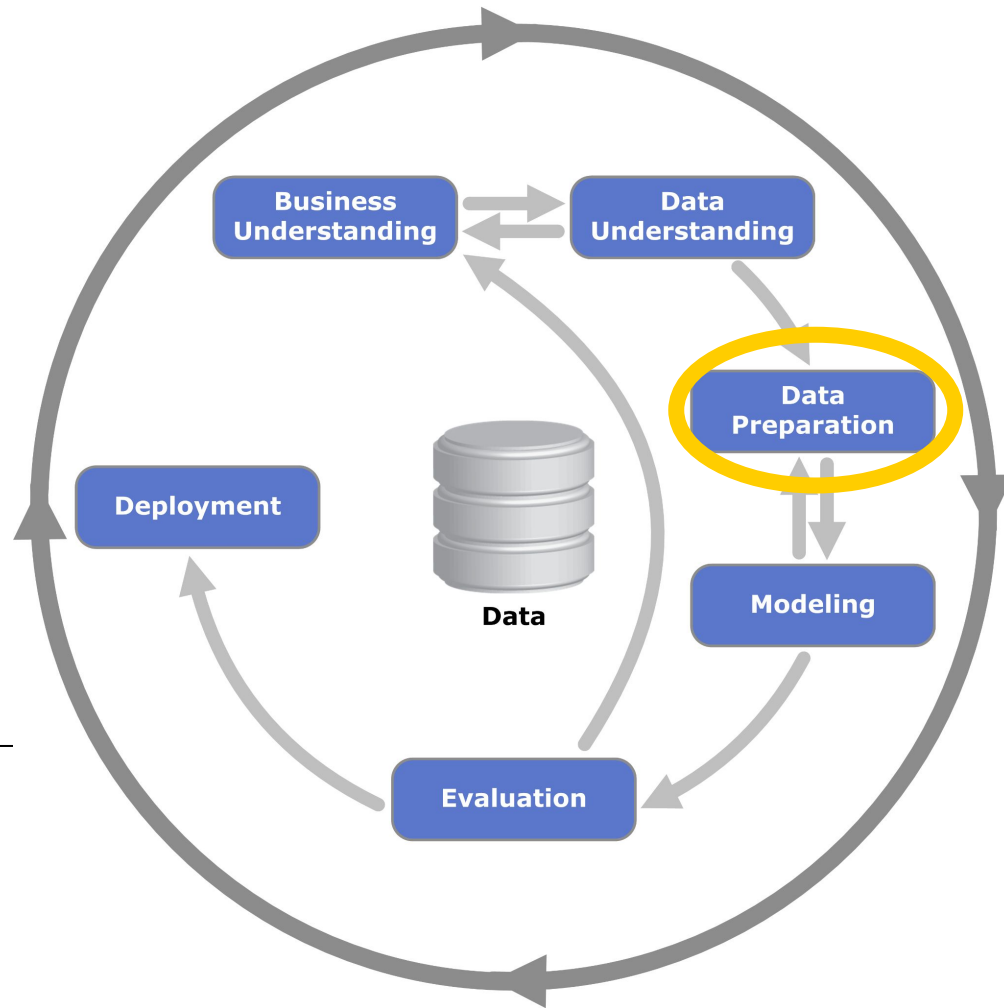 Business
Understanding
Data
Understanding
Data
Preparation
Deployment
Data
Modeling
Evaluation